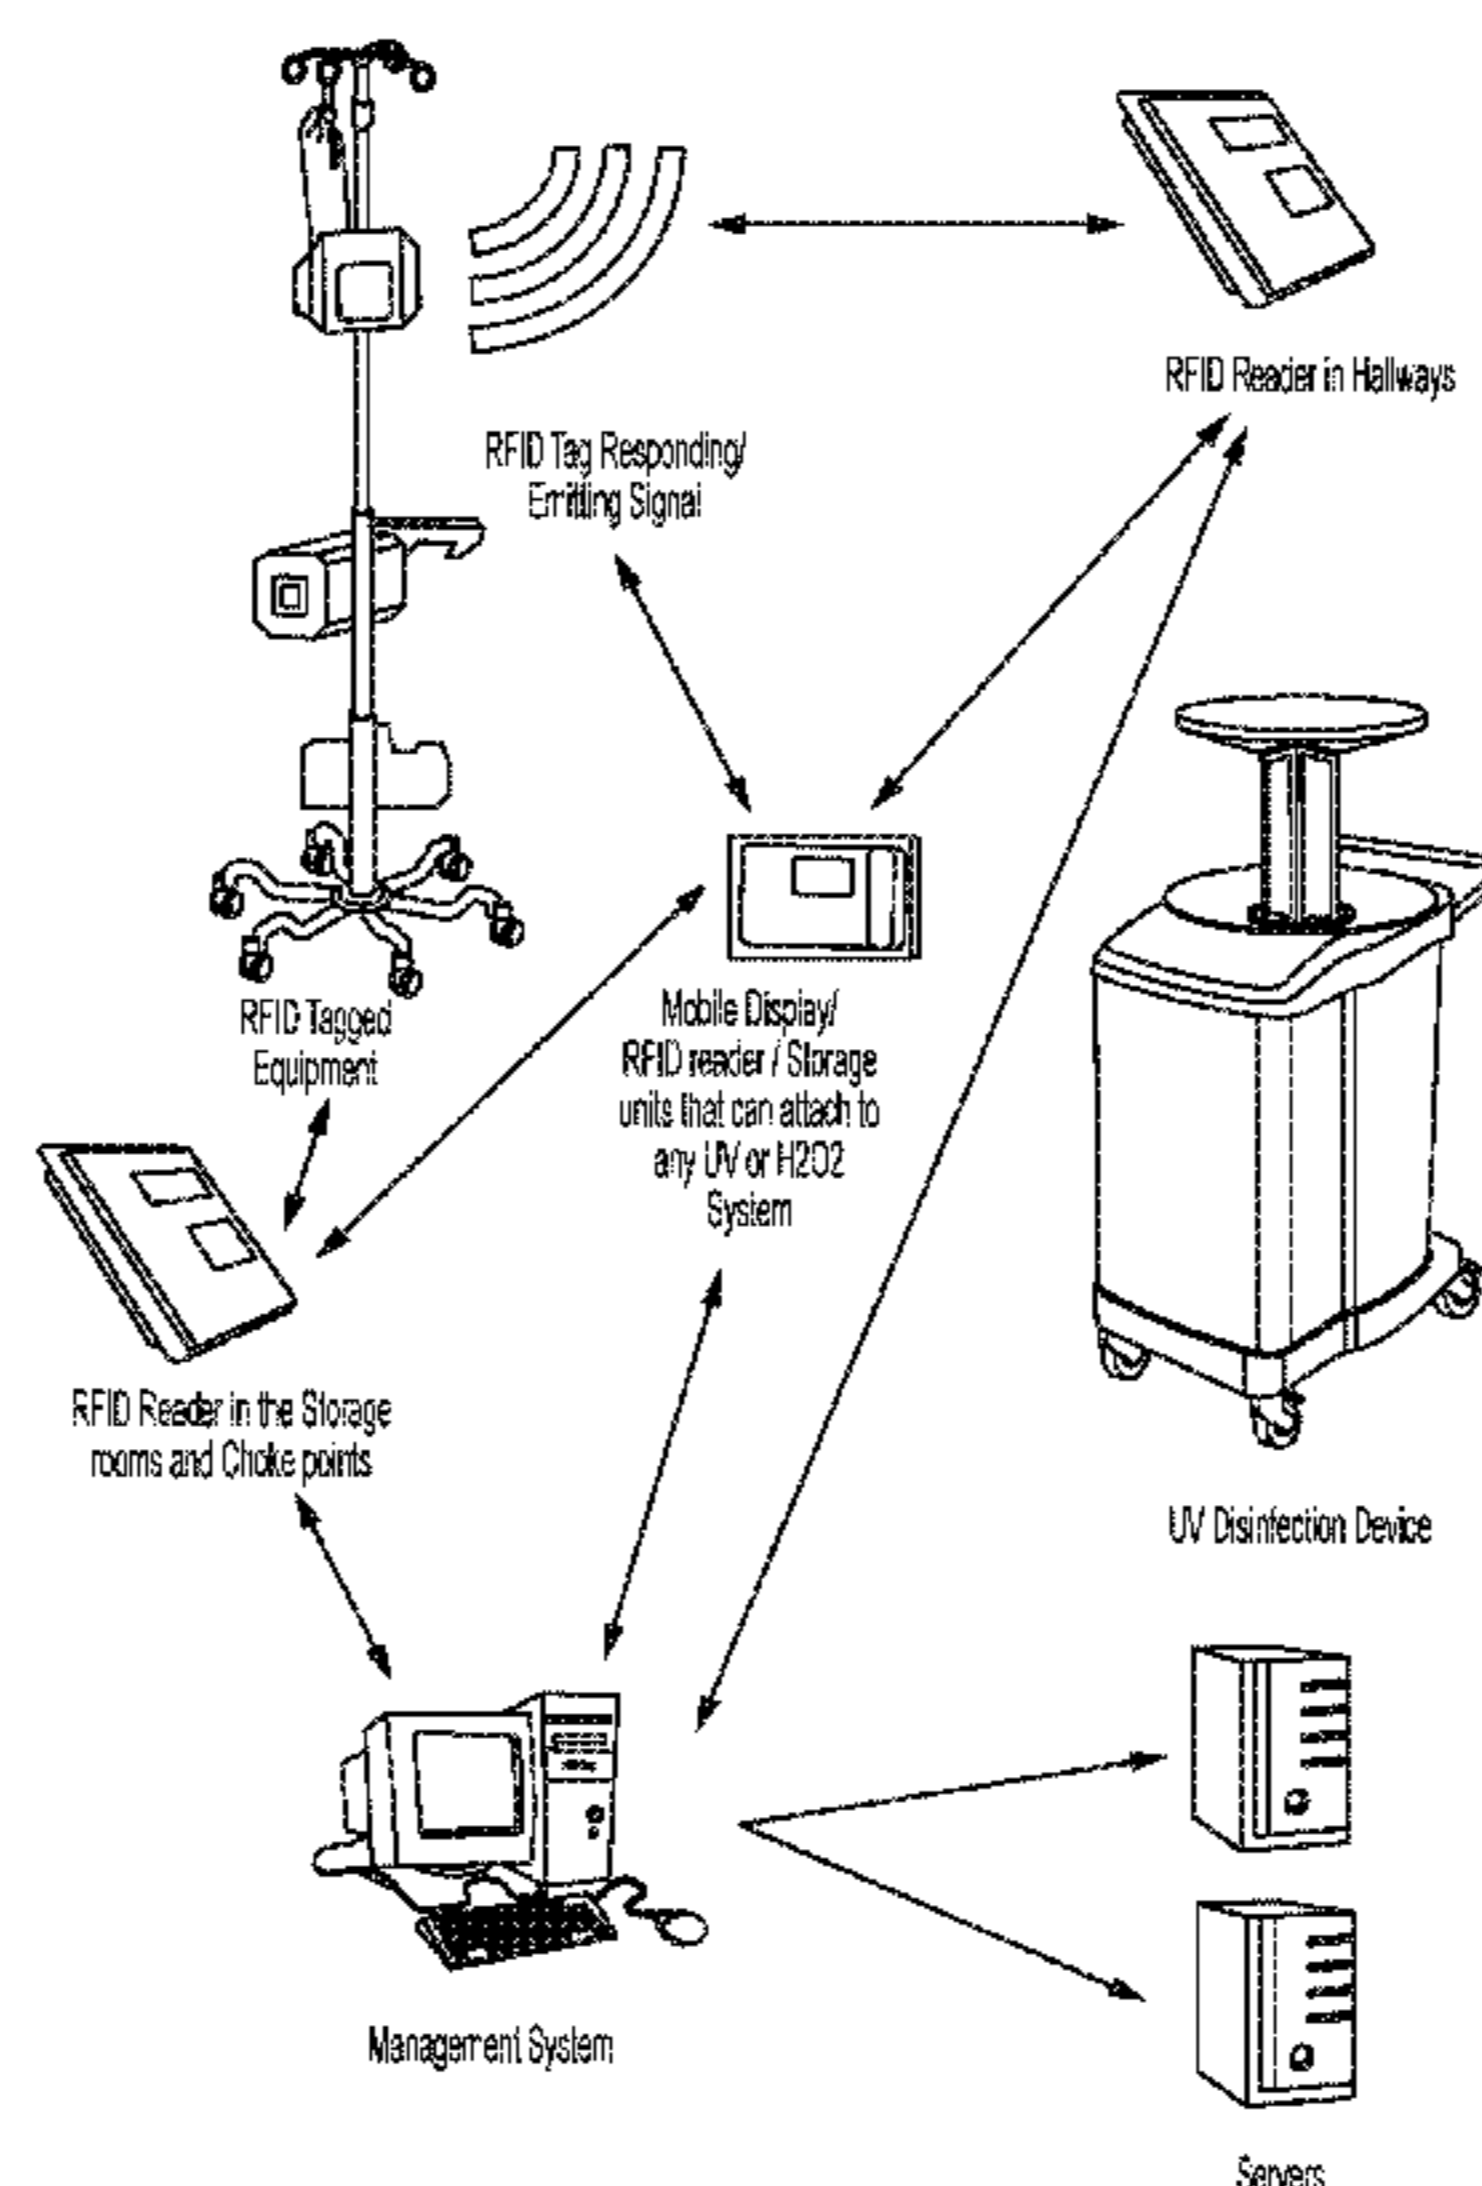 RFID Reader in Hallways
RFID Tag Responding/
Emitting Signal
RFID Tagged
Equipment
Mobile Display/
RFID reader / Storage
units that can attach to
any UV or H2O2
System
RFID Reader in the Storage
rooms and Choke points
UV Disinfection Device
Management System
Servers